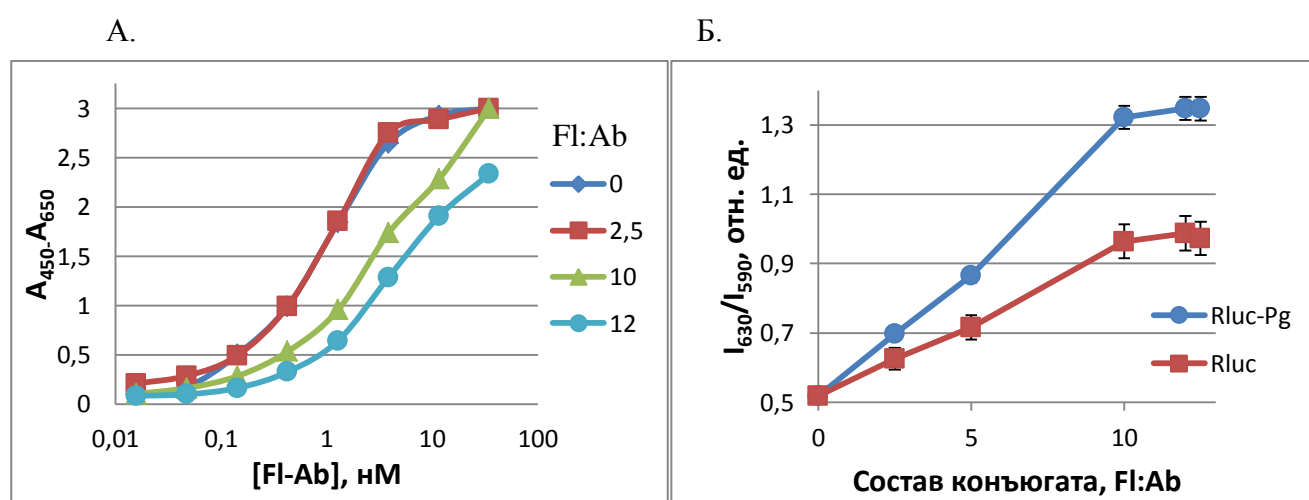 А.
Б.
3
2,5
2
1,5
1
0,5
0
0,01
0,1
1
10
100
A450-A650
[Fl-Ab], нМ
Fl:Ab
0
2,5
10
12
1,3
1,1
0,9
0,7
0,5
0
5
10
I630/I590, отн. ед.
Состав конъюгата, Fl:Ab
Rluc-Pg
Rluc